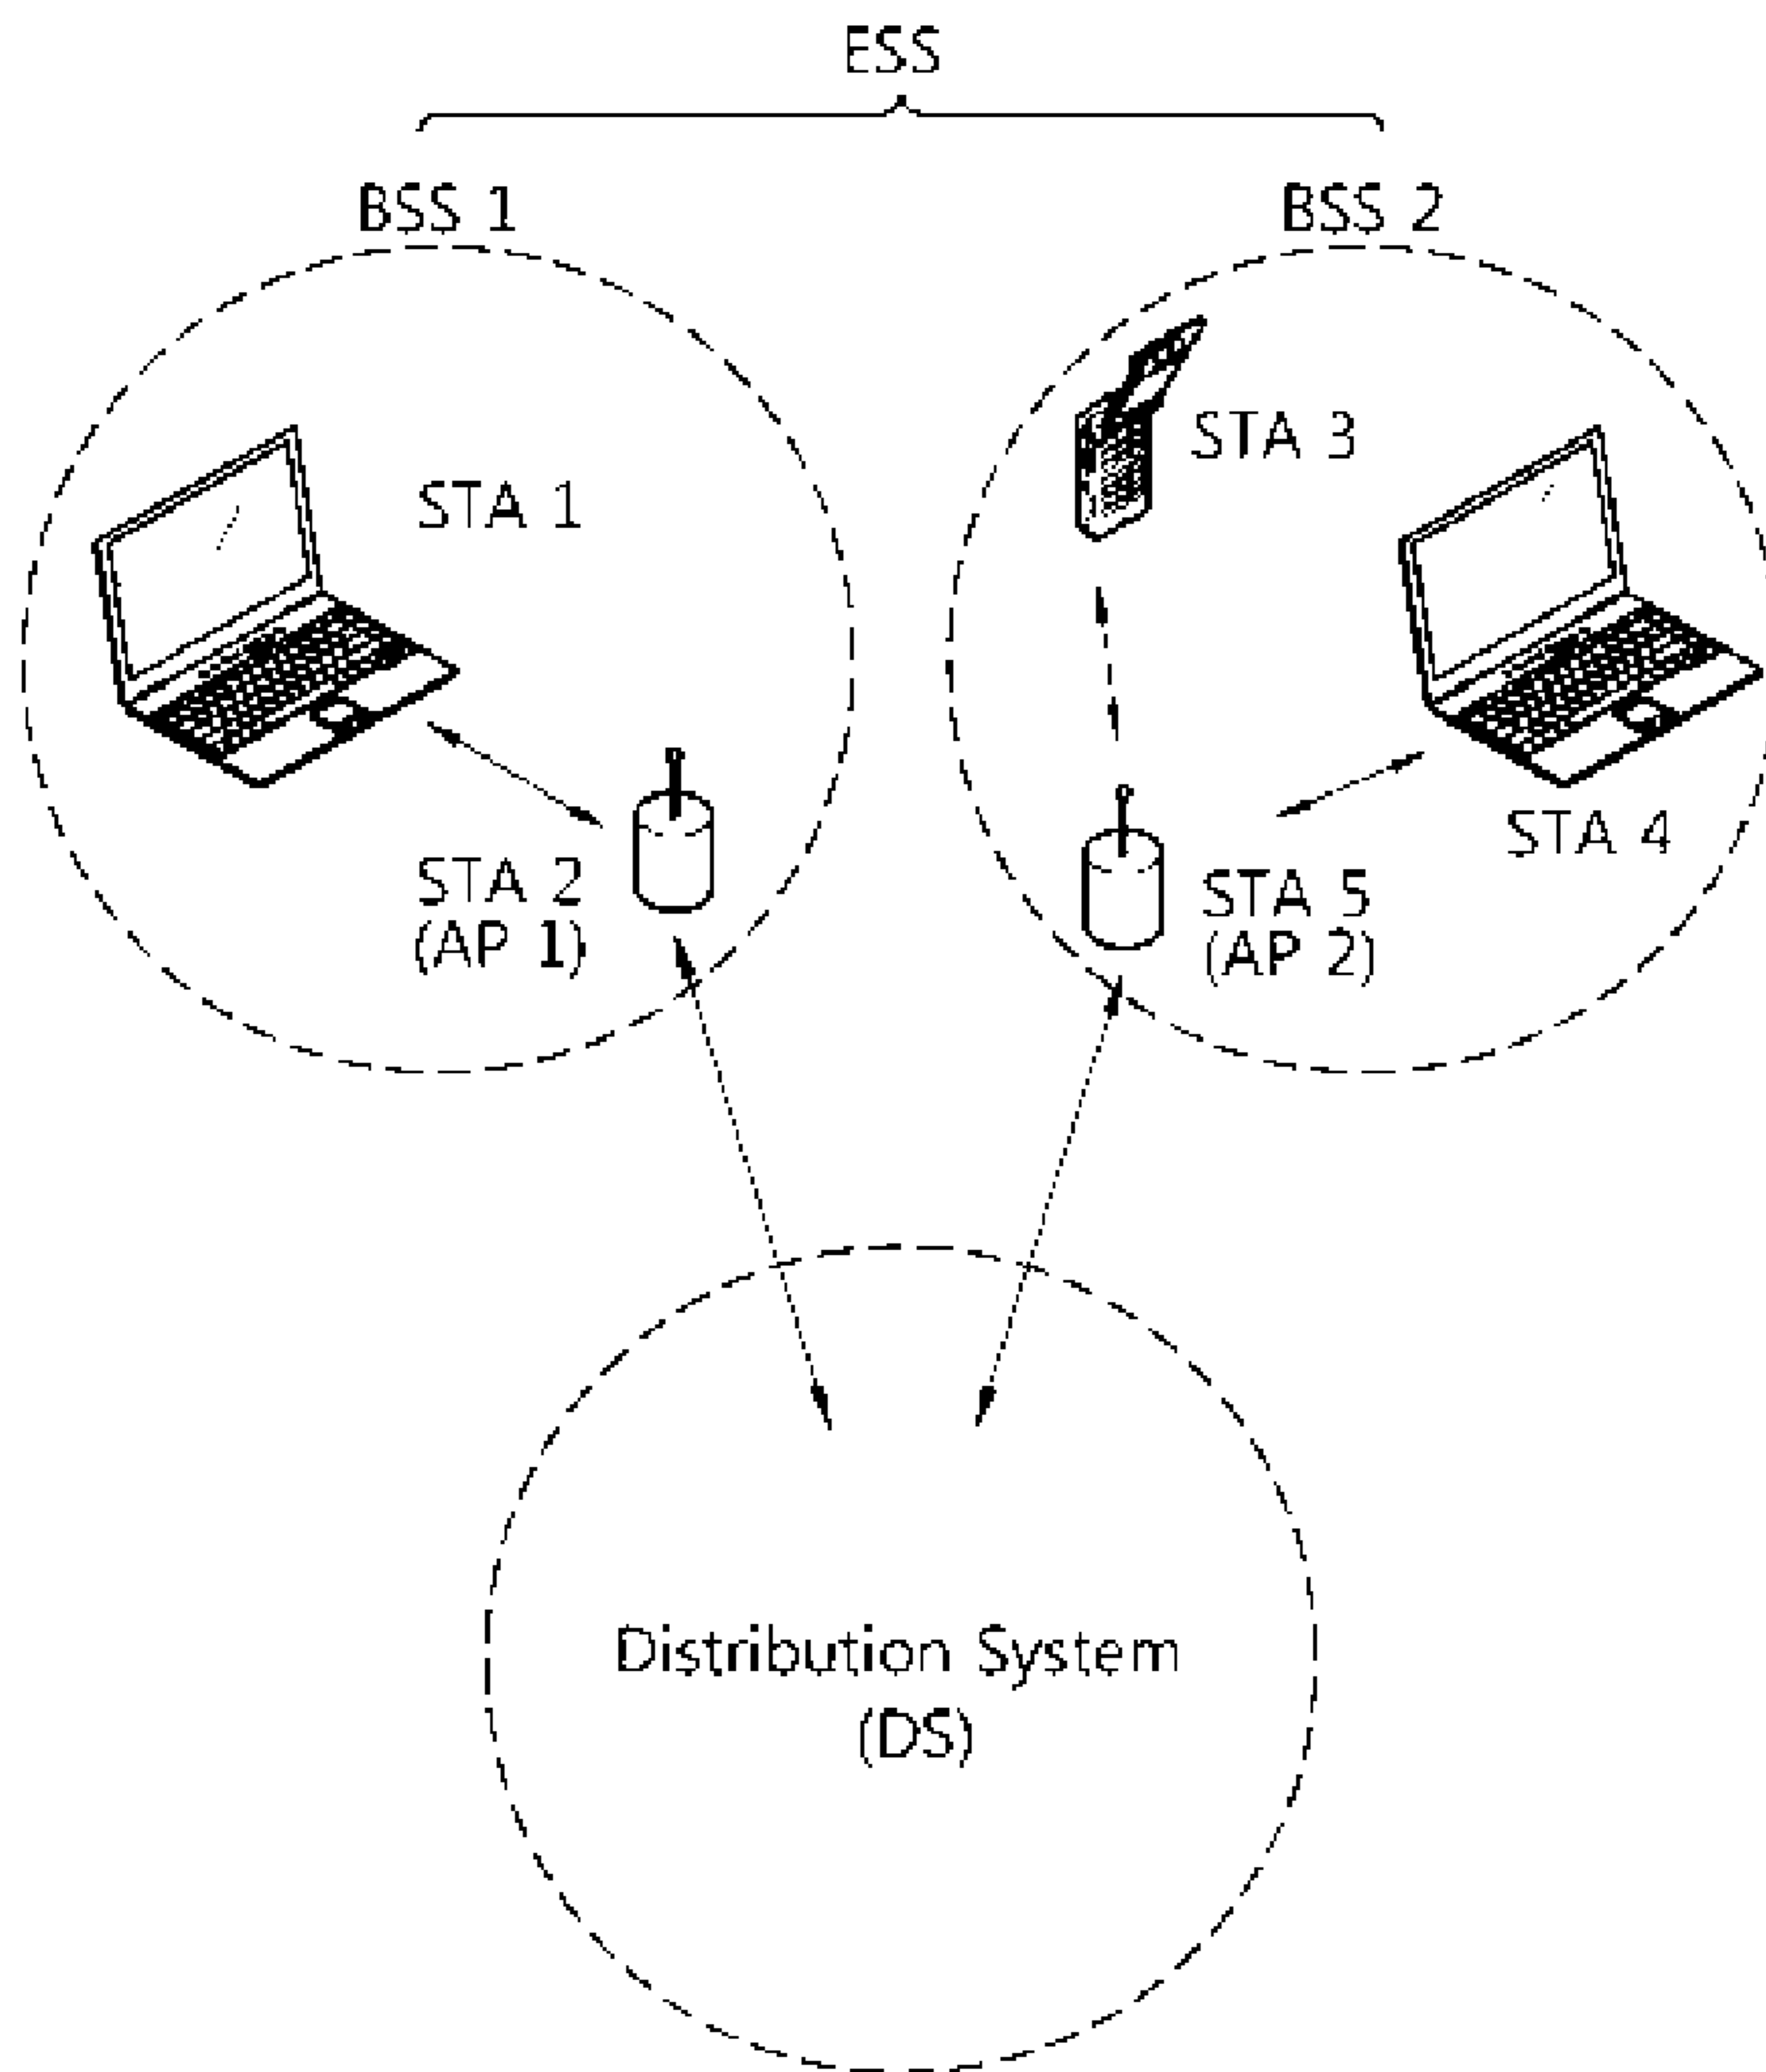 ESS
BSS 1
BSS 2
STA 1
STA 2
(AP 1)
STA 3
STA 4
STA 5
(AP 2)
Distribution System
(DS)